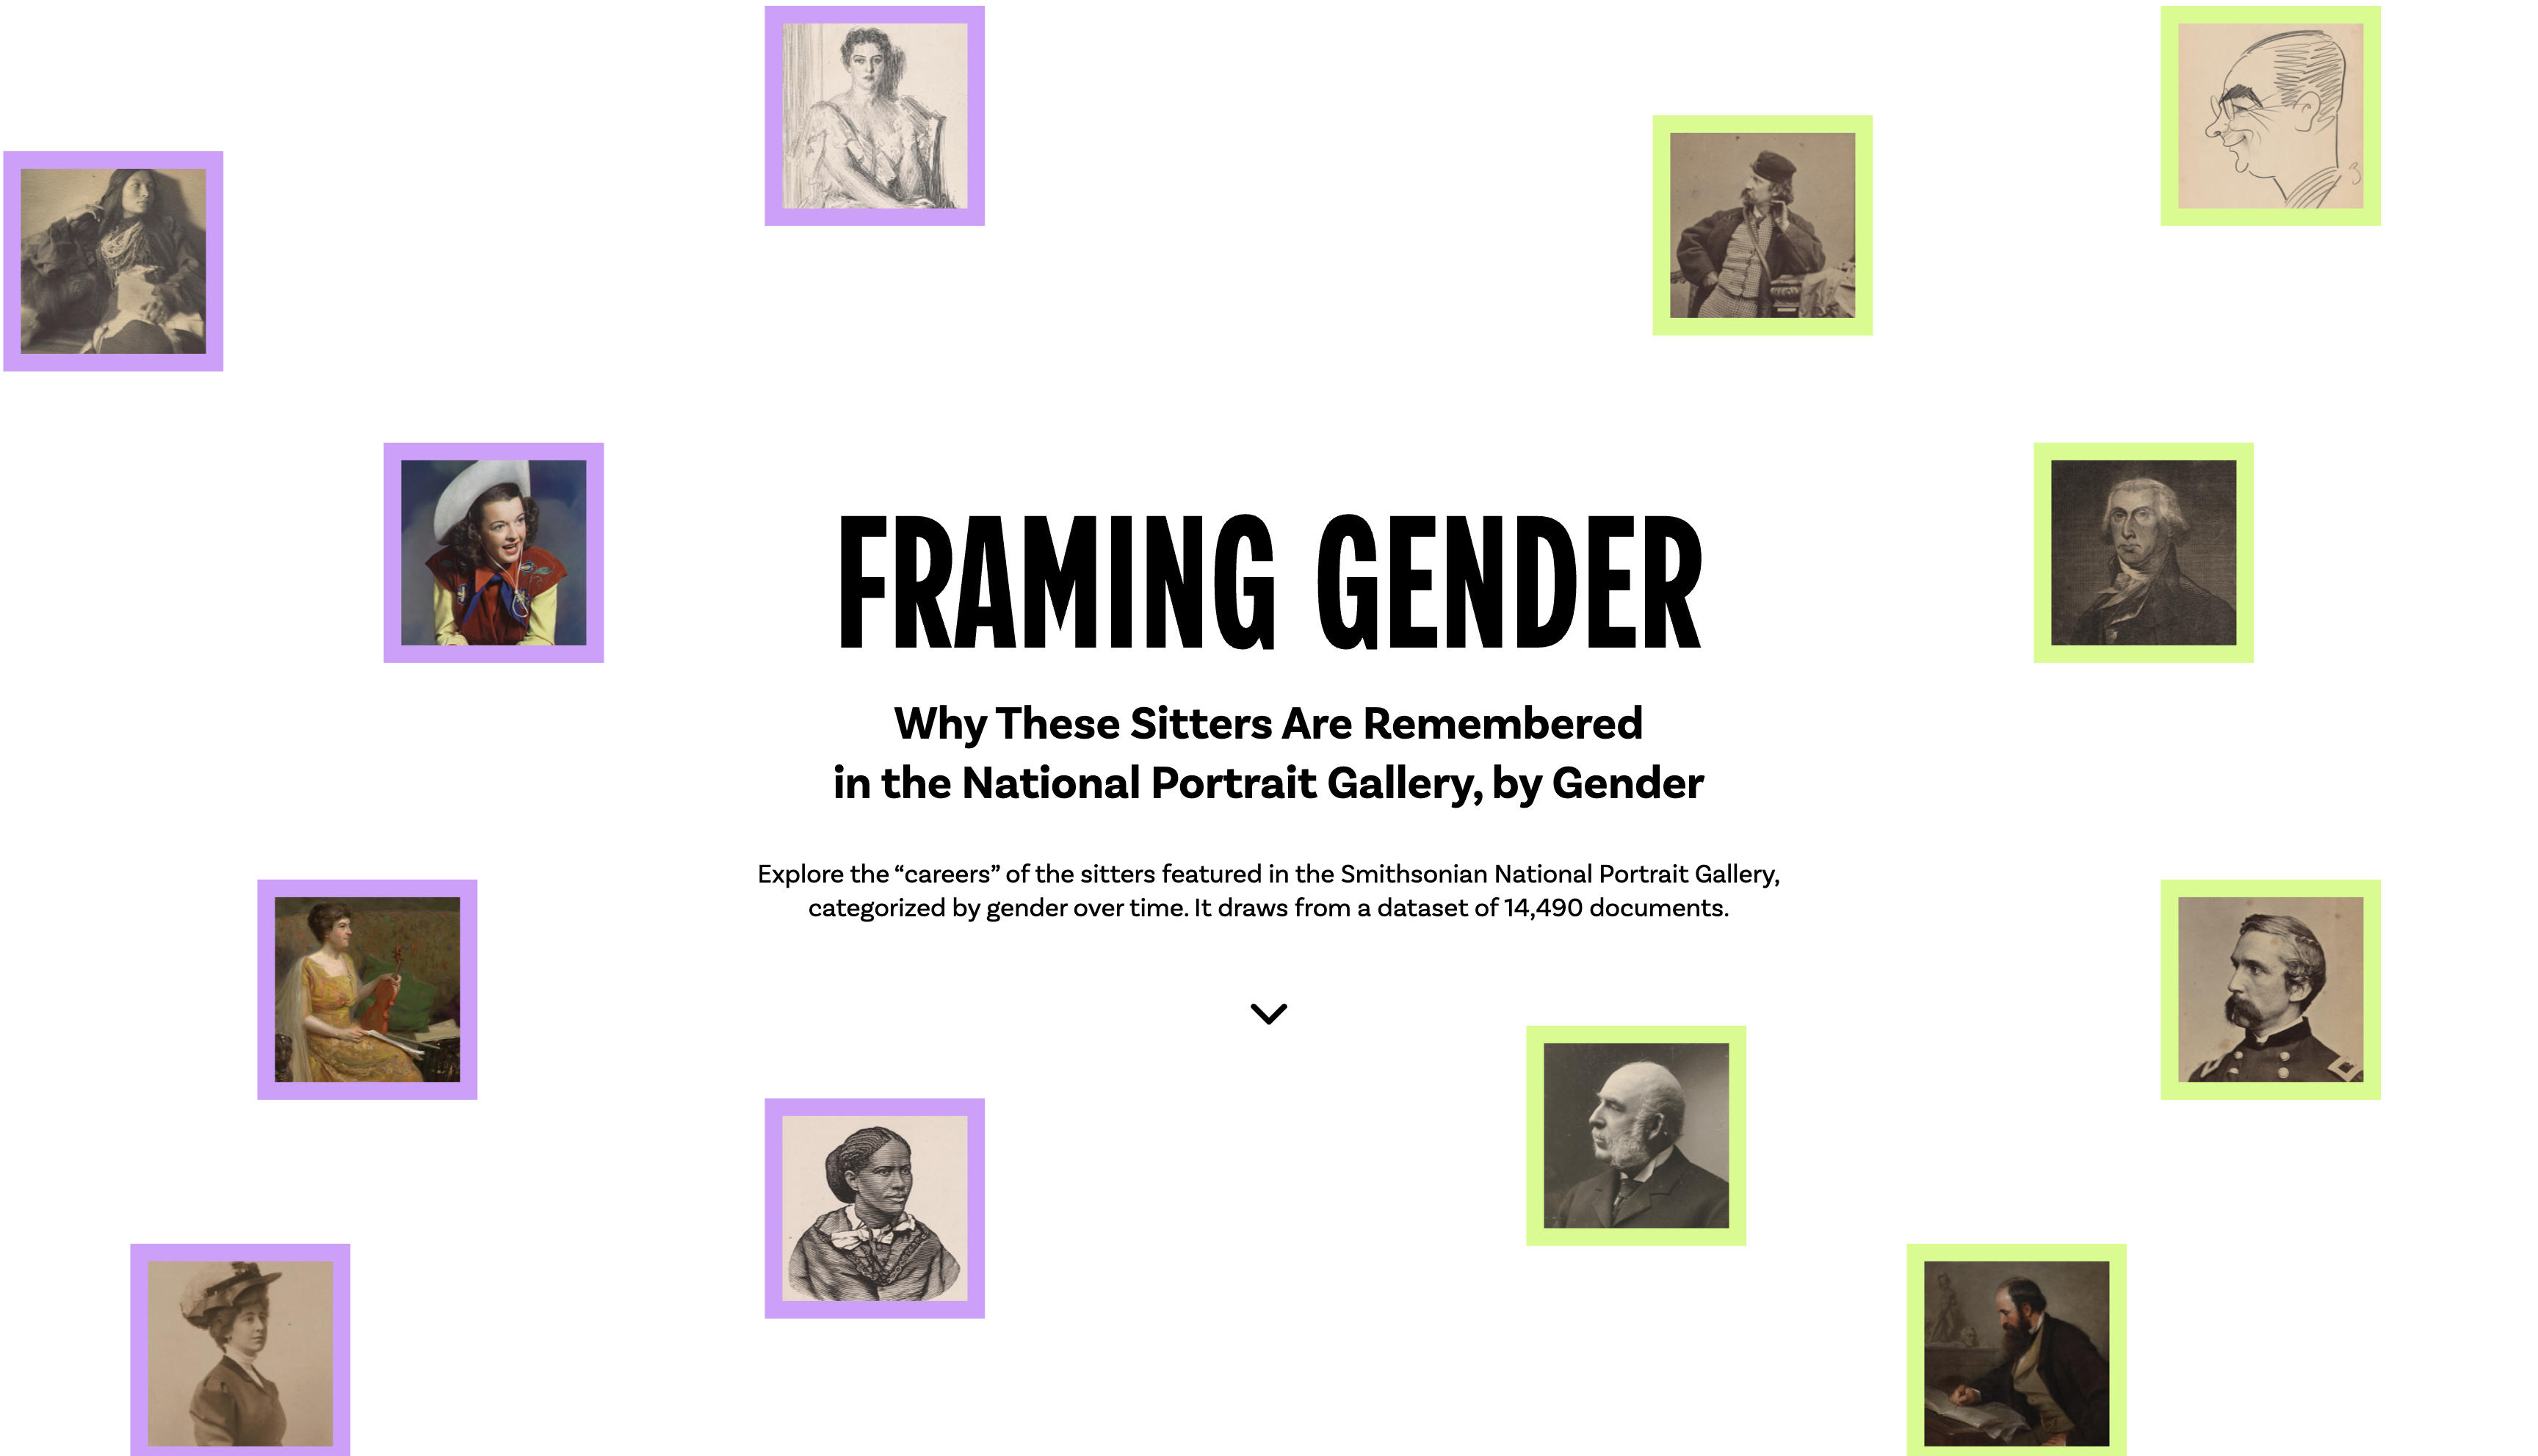 FRAMING GENDER
Why These Sitters Are Remembered
in the National Portrait Gallery, by Gender
Explore the “careers” of the sitters featured in the Smithsonian National Portrait Gallery,
categorized by gender over time. It draws from a dataset of 14,490 documents.